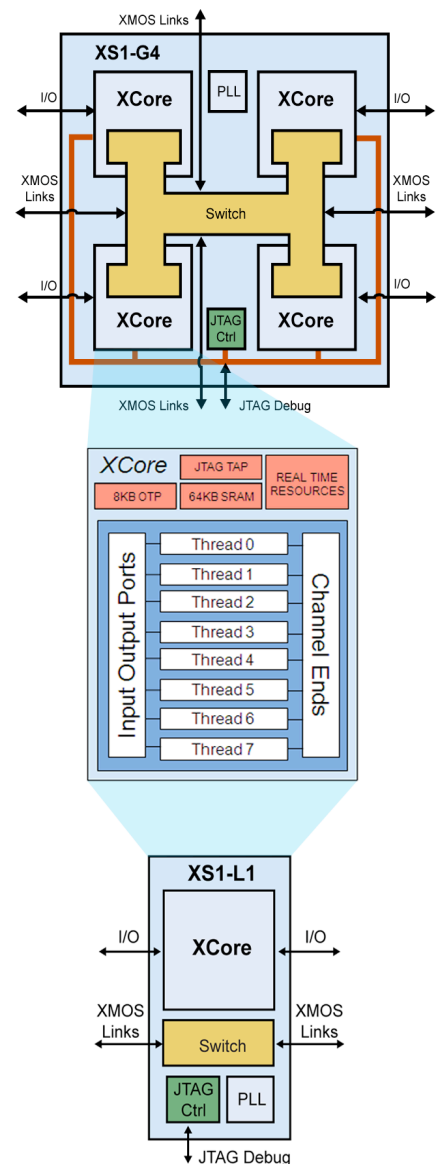 XMOS Links
XS1-G4
XCore
PLL
XCore
I/O
I/O
XMOS
Links
Switch
XMOS
Links
I/O
I/O
XCore
JTAG
Ctrl
XCore
XMOS Links
JTAG Debug
XCore
JTAG TAP
REAL TIME
RESOURCES
8KB OTP
64KB SRAM
Input Output Ports
Thread 0
Thread 1
Thread 2
Thread 3
Thread 4
Thread 5
Thread 6
Thread 7
Channel Ends
XS1-L1
I/O
XCore
I/O
XMOS
Links
Switch
XMOS
Links
JTAG
Ctrl
PLL
JTAG Debug